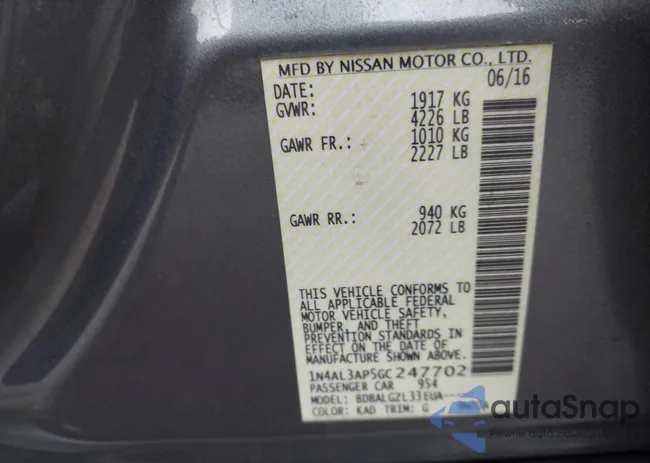 MFD BY NISSAN MOTOR CO., LTD.
DATE: 06/16
GVWR: 1917 KG
4226 LB
GAWR FR.: 1010 KG
2227 LB
GAWR RR.: 940 KG
2072 LB
THIS VEHICLE CONFORMS TO
ALL APPLICABLE FEDERAL
MOTOR VEHICLE SAFETY,
BUMPER, AND THEFT
PREVENTION STANDARDS IN
EFFECT ON THE DATE OF
MANUFACTURE SHOWN ABOVE.
1N4AL3AP5GC247702
PASSENGER CAR 954
MODEL: BDBALGZL33EUA
COLOR: KAD TRIM: G
autaSnap
Pewne auto